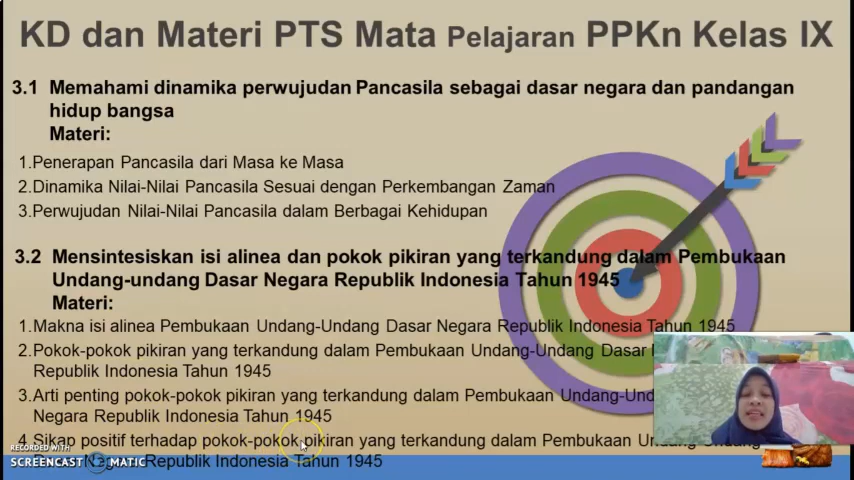 KD dan Materi PTS Mata Pelajaran PPKn Kelas IX
3.1 Memahami dinamika perwujudan Pancasila sebagai dasar negara dan pandangan
hidup bangsa
Materi:
1.Penerapan Pancasila dari Masa ke Masa
2.Dinamika Nilai-Nilai Pancasila Sesuai dengan Perkembangan Zaman
3.Perwujudan Nilai-Nilai Pancasila dalam Berbagai Kehidupan
3.2 Mensintesiskan isi alinea dan pokok pikiran yang terkandung dalam Pembukaan
Undang-undang Dasar Negara Republik Indonesia Tahun 1945
Materi:
1.Makna isi alinea Pembukaan Undang-Undang Dasar Negara Republik Indonesia Tahun 1945
2.Pokok-pokok pikiran yang terkandung dalam Pembukaan Undang-Undang Dasar
Republik Indonesia Tahun 1945
3.Arti penting pokok-pokok pikiran yang terkandung dalam Pembukaan Undang-Und
Negara Republik Indonesia Tahun 1945
4.Sikap positif terhadap pokok-pokok pikiran yang terkandung dalam Pembukaan Undang-Undang
Negara Republik Indonesia Tahun 1945
RECORDED WITH
SCREENCAST MATIC